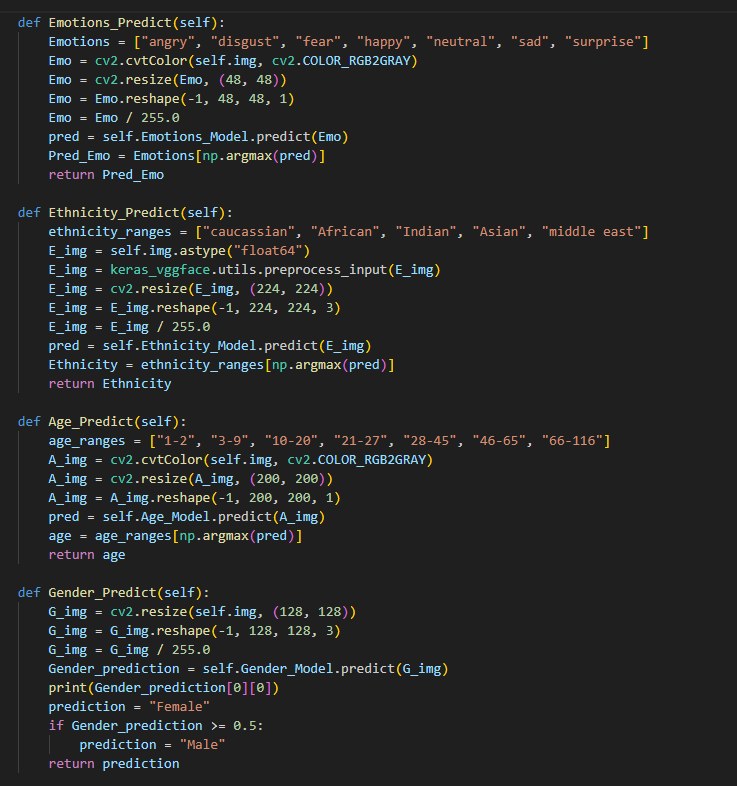 def Emotions_Predict(self):
    Emotions = ["angry", "disgust", "fear", "happy", "neutral", "sad", "surprise"]
    Emo = cv2.cvtColor(self.img, cv2.COLOR_RGB2GRAY)
    Emo = cv2.resize(Emo, (48, 48))
    Emo = Emo.reshape(-1, 48, 48, 1)
    Emo = Emo / 255.0
    pred = self.Emotions_Model.predict(Emo)
    Pred_Emo = Emotions[np.argmax(pred)]
    return Pred_Emo

def Ethnicity_Predict(self):
    ethnicity_ranges = ["caucassian", "African", "Indian", "Asian", "middle east"]
    E_img = self.img.astype("float64")
    E_img = keras_vggface.utils.preprocess_input(E_img)
    E_img = cv2.resize(E_img, (224, 224))
    E_img = E_img.reshape(-1, 224, 224, 3)
    E_img = E_img / 255.0
    pred = self.Ethnicity_Model.predict(E_img)
    Ethnicity = ethnicity_ranges[np.argmax(pred)]
    return Ethnicity

def Age_Predict(self):
    age_ranges = ["1-2", "3-9", "10-20", "21-27", "28-45", "46-65", "66-116"]
    A_img = cv2.cvtColor(self.img, cv2.COLOR_RGB2GRAY)
    A_img = cv2.resize(A_img, (200, 200))
    A_img = A_img.reshape(-1, 200, 200, 1)
    pred = self.Age_Model.predict(A_img)
    age = age_ranges[np.argmax(pred)]
    return age

def Gender_Predict(self):
    G_img = cv2.resize(self.img, (128, 128))
    G_img = G_img.reshape(-1, 128, 128, 3)
    G_img = G_img / 255.0
    Gender_prediction = self.Gender_Model.predict(G_img)
    print(Gender_prediction[0][0])
    prediction = "Female"
    if Gender_prediction >= 0.5:
        prediction = "Male"
    return prediction